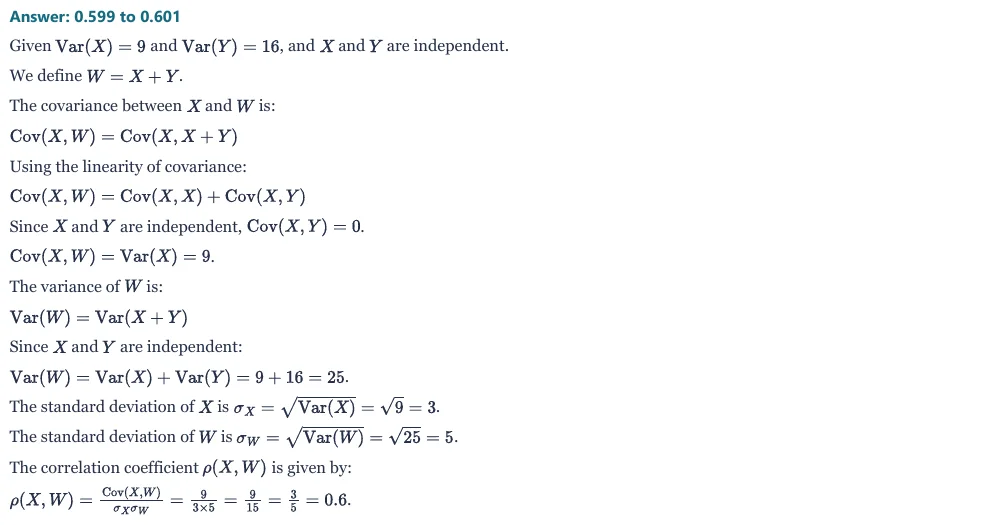 Answer: 0.599 to 0.601
Given Var(X) = 9 and Var(Y) = 16, and X and Y are independent.
We define W = X + Y.
The covariance between X and W is:
Cov(X, W) = Cov(X, X + Y)
Using the linearity of covariance:
Cov(X, W) = Cov(X, X) + Cov(X, Y)
Since X and Y are independent, Cov(X, Y) = 0.
Cov(X, W) = Var(X) = 9.
The variance of W is:
Var(W) = Var(X + Y)
Since X and Y are independent:
Var(W) = Var(X) + Var(Y) = 9 + 16 = 25.
The standard deviation of X is σ_X = √Var(X) = √9 = 3.
The standard deviation of W is σ_W = √Var(W) = √25 = 5.
The correlation coefficient ρ(X, W) is given by:
ρ(X, W) = Cov(X,W)/σ_Xσ_W = 9/3×5 = 9/15 = 3/5 = 0.6.